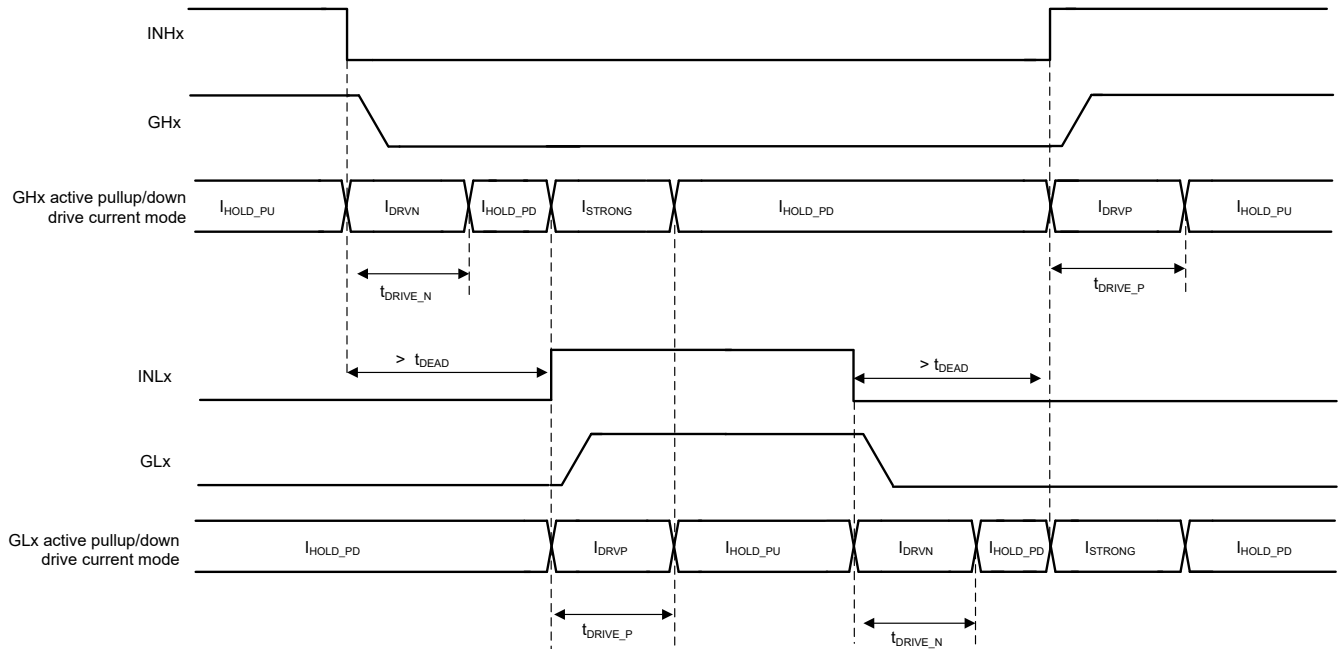 INHx
GHx
GHx active pullup/down
drive current mode
IHOLD_PU IDRVN IHOLD_PD ISTRONG IHOLD_PD IDRVP IHOLD_PU
tDRIVE_N tDRIVE_P
> tDEAD > tDEAD
INLx
GLx
GLx active pullup/down
drive current mode
IHOLD_PD IDRVP IHOLD_PU IDRVN IHOLD_PD ISTRONG IHOLD_PD
tDRIVE_P tDRIVE_N